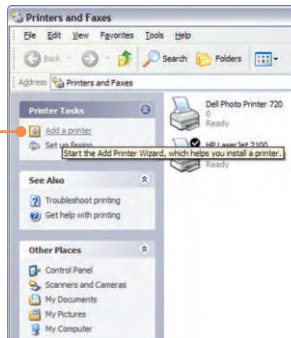 Printers and Faxes
File Edit View Favorites Tools Help
Back Search Folders
Address Printers and Faxes
Printer Tasks
Add a printer
Set up faxing
Start the Add Printer Wizard, which helps you install a printer.
See Also
Troubleshoot printing
Get help with printing
Other Places
Control Panel
Scanners and Cameras
My Documents
My Pictures
My Computer
Dell Photo Printer 720
0
Ready
HP LaserJet 2100
Ready